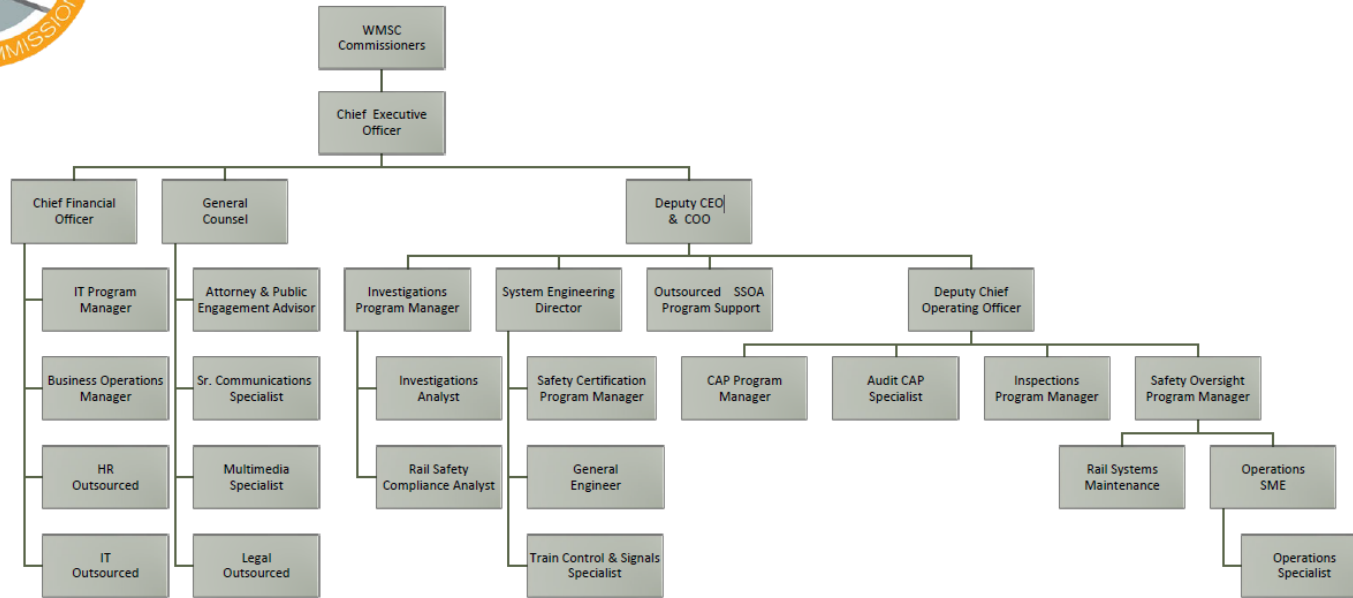 COMMISSION
WMSC
Commissioners
Chief Executive
Officer
Chief Financial
Officer
General
Counsel
Deputy CEO
& COO
IT Program
Manager
Attorney & Public
Engagement Advisor
Investigations
Program Manager
System Engineering
Director
Outsourced SSOA
Program Support
Deputy Chief
Operating Officer
Business Operations
Manager
Sr. Communications
Specialist
Investigations
Analyst
Safety Certification
Program Manager
CAP Program
Manager
Audit CAP
Specialist
Inspections
Program Manager
Safety Oversight
Program Manager
HR
Outsourced
Multimedia
Specialist
Rail Safety
Compliance Analyst
General
Engineer
Rail Systems
Maintenance
Operations
SME
IT
Outsourced
Legal
Outsourced
Train Control & Signals
Specialist
Operations
Specialist